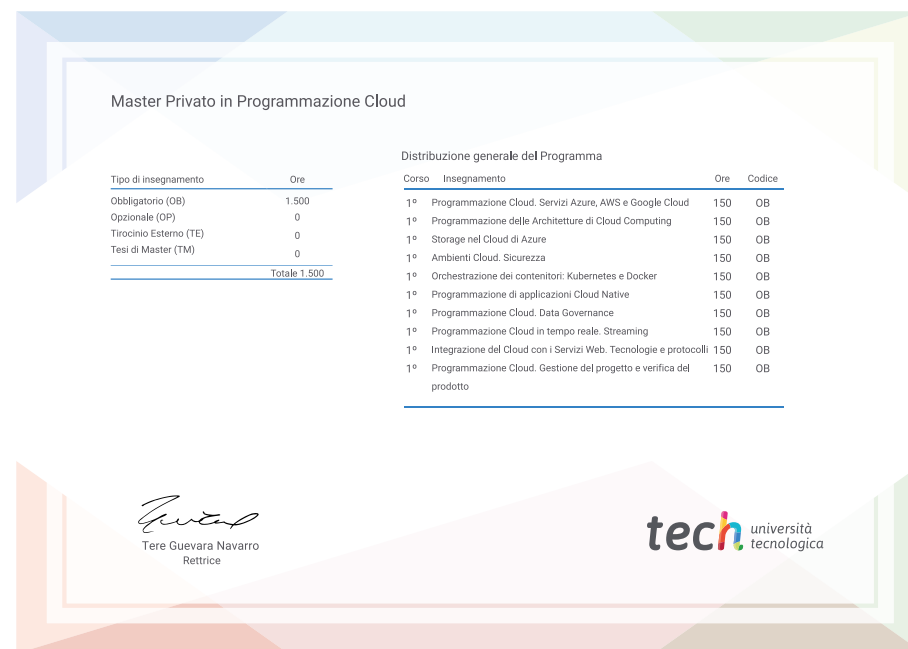 Master Privato in Programmazione Cloud
Tipo di insegnamento Ore
Obbligatorio (OB) 1.500
Opzionale (OP) 0
Tirocinio Esterno (TE) 0
Tesi di Master (TM) 0
Totale 1.500
Distribuzione generale del Programma
Corso Insegnamento Ore Codice
1º Programmazione Cloud. Servizi Azure, AWS e Google Cloud 150 OB
1º Programmazione delle Architetture di Cloud Computing 150 OB
1º Storage nel Cloud di Azure 150 OB
1º Ambienti Cloud. Sicurezza 150 OB
1º Orchestrazione dei contenitori: Kubernetes e Docker 150 OB
1º Programmazione di applicazioni Cloud Native 150 OB
1º Programmazione Cloud. Data Governance 150 OB
1º Programmazione Cloud in tempo reale. Streaming 150 OB
1º Integrazione del Cloud con i Servizi Web. Tecnologie e protocolli 150 OB
1º Programmazione Cloud. Gestione del progetto e verifica del 150 OB
prodotto
Tere Guevara Navarro
Rettrice
tech università
tecnologica